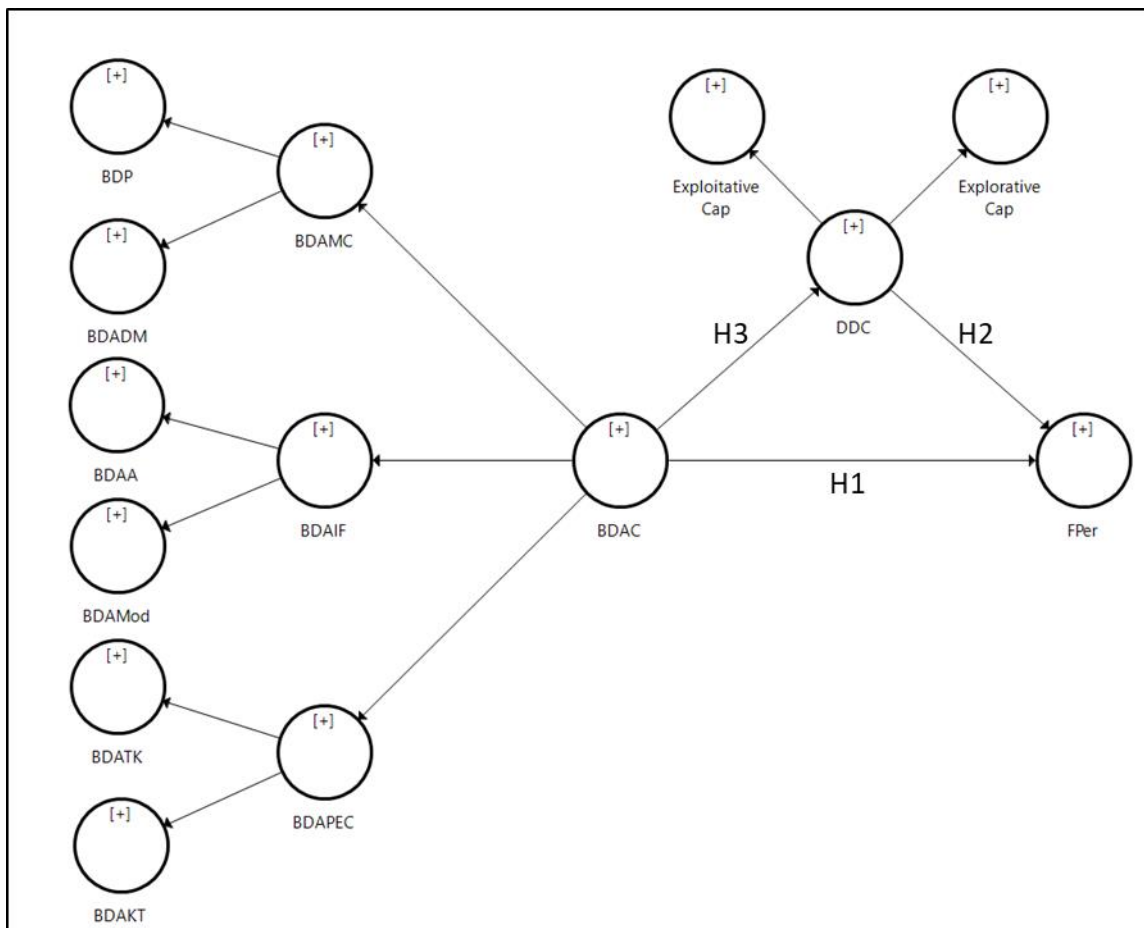 [+]
BDP
[+]
BDADM
[+]
BDAA
[+]
BDAMod
[+]
BDATK
[+]
BDAKT
[+]
BDAMC
[+]
BDAIF
[+]
BDAPEC
[+]
BDAC
[+]
Exploitative
Cap
[+]
Explorative
Cap
[+]
DDC
H3
H2
H1
[+]
FPer